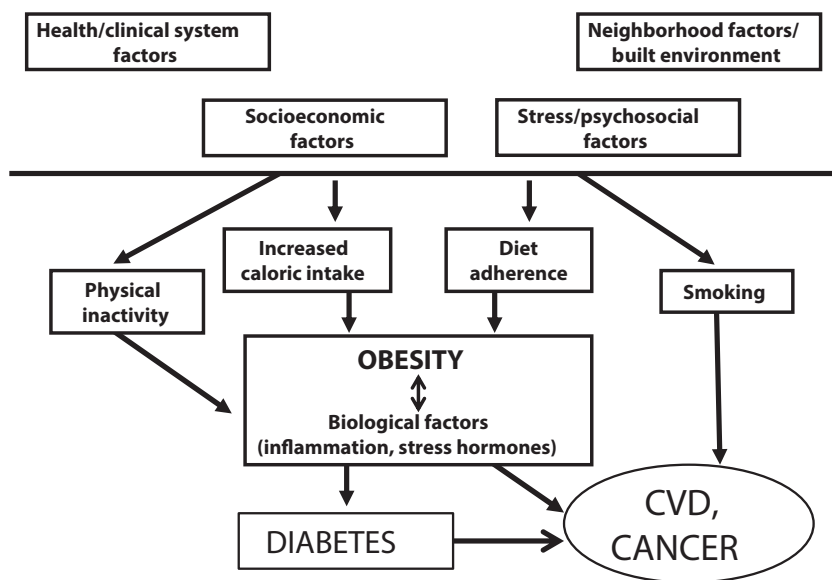 Health/clinical system
factors
Neighborhood factors/
built environment
Socioeconomic
factors
Stress/psychosocial
factors
Increased
caloric intake
Diet
adherence
Physical
inactivity
Smoking
OBESITY
Biological factors
(inflammation, stress hormones)
DIABETES
CVD,
CANCER